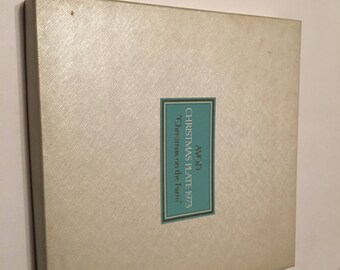 AVON
CHRISTMAS PLATE 1973
"Christmas on the Farm"